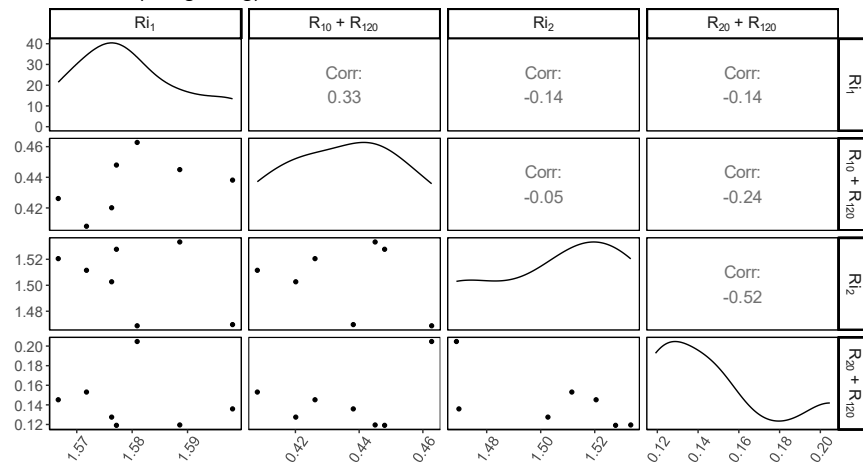 Ri₁ R₁₀ + R₁₂₀ Ri₂ R₂₀ + R₁₂₀
40
30
20
10
0
Corr:
0.33
Corr:
-0.14
Corr:
-0.14
Ri₁
0.46
0.44
0.42
Corr:
-0.05
Corr:
-0.24
R₁₀ + R₁₂₀
1.52
1.50
1.48
Corr:
-0.52
Ri₂
0.20
0.18
0.16
0.14
0.12
R₂₀ + R₁₂₀
1.57 1.58 1.59 0.42 0.44 0.46 1.48 1.50 1.52 0.12 0.14 0.16 0.18 0.20